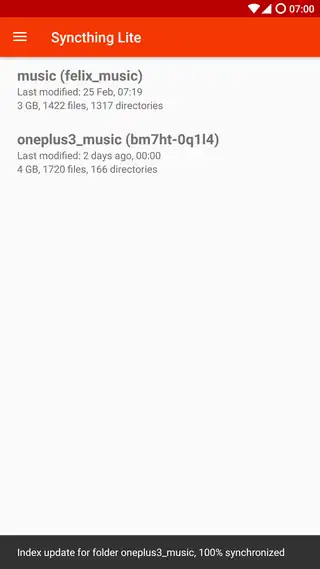 07:00
Syncthing Lite
music (felix_music)
Last modified: 25 Feb, 07:19
3 GB, 1422 files, 1317 directories
oneplus3_music (bm7ht-0q1l4)
Last modified: 2 days ago, 00:00
4 GB, 1720 files, 166 directories
Index update for folder oneplus3_music, 100% synchronized